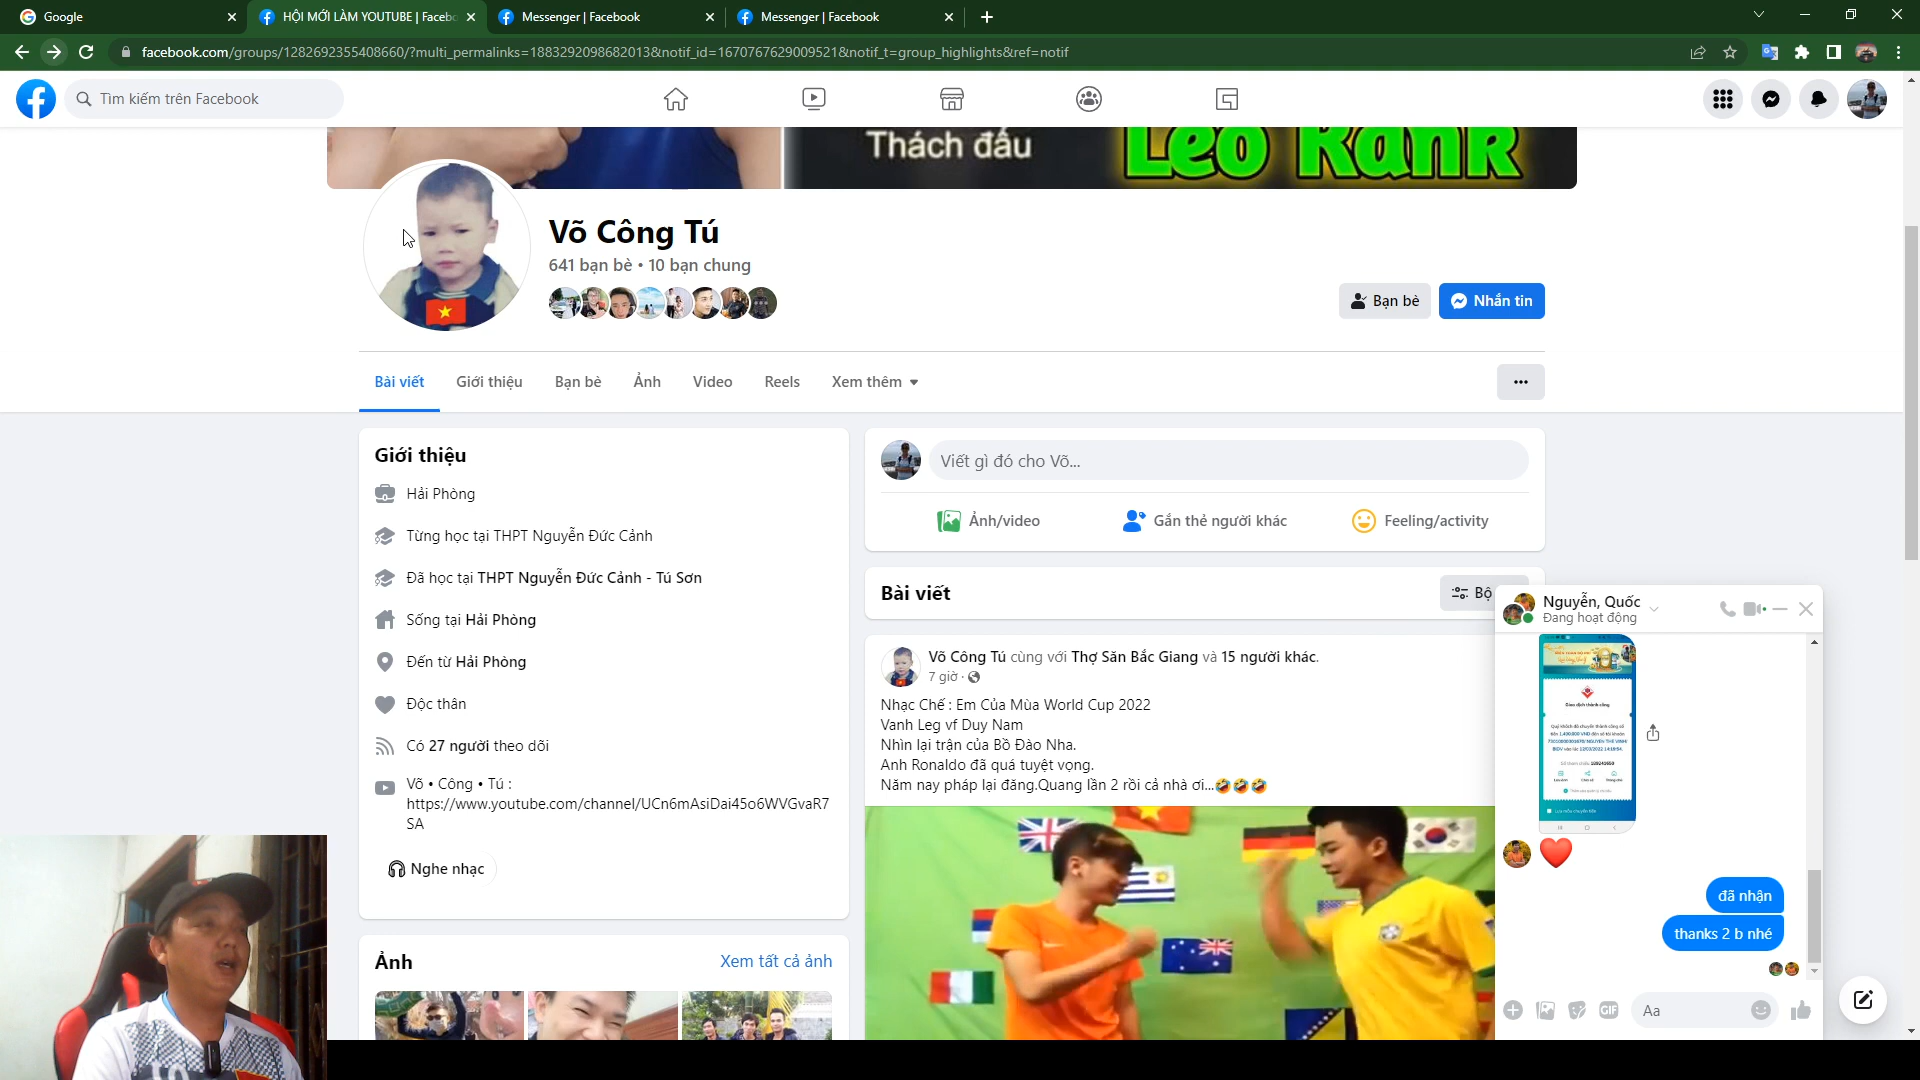 Google
HỘI MỚI LÀM YOUTUBE | Facebo
Messenger | Facebook
Messenger | Facebook
facebook.com/groups/1282692355408660/?multi_permalinks=1883292098682013&notif_id=1670767629009521&notif_t=group_highlights&ref=notif
Tìm kiếm trên Facebook
Thách đấu
Leo Rank
Võ Công Tú
641 bạn bè • 10 bạn chung
Bạn bè
Nhắn tin
Bài viết
Giới thiệu
Bạn bè
Ảnh
Video
Reels
Xem thêm
Giới thiệu
Hải Phòng
Từng học tại THPT Nguyễn Đức Cảnh
Đã học tại THPT Nguyễn Đức Cảnh - Tú Sơn
Sống tại Hải Phòng
Đến từ Hải Phòng
Độc thân
Có 27 người theo dõi
Võ • Công • Tú :
https://www.youtube.com/channel/UCn6mAsiDai45o6WVGvaR7
SA
Nghe nhạc
Ảnh
Xem tất cả ảnh
Viết gì đó cho Võ...
Ảnh/video
Gắn thẻ người khác
Feeling/activity
Bài viết
Bộ
Võ Công Tú cùng với Thợ Săn Bắc Giang và 15 người khác.
7 giờ ·
Nhạc Chế : Em Của Mùa World Cup 2022
Vanh Leg vf Duy Nam
Nhìn lại trận của Bồ Đào Nha.
Anh Ronaldo đã quá tuyệt vọng.
Năm nay pháp lại đăng.Quang lần 2 rồi cả nhà ơi...🤣🤣🤣
Nguyễn, Quốc
Đang hoạt động
Giao dịch thành công
đã nhận
thanks 2 b nhé
GIF
Aa